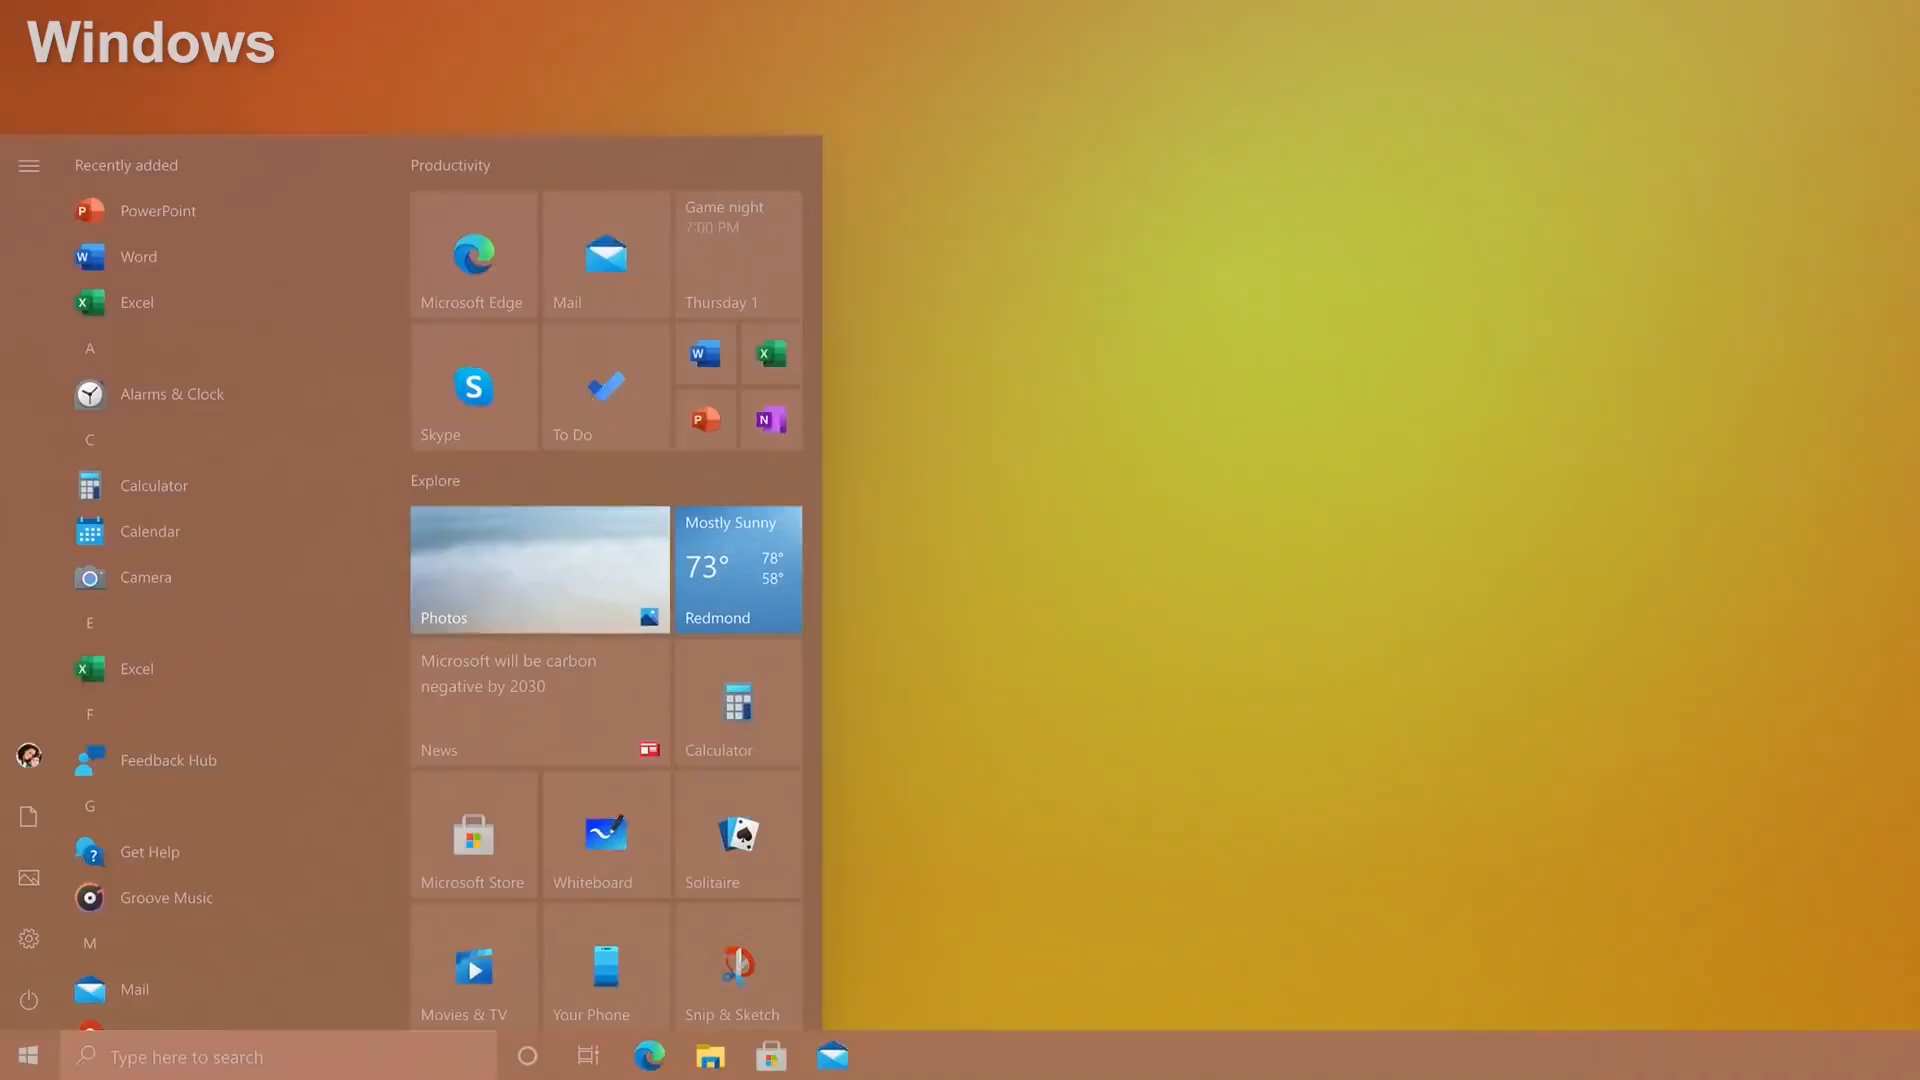 Windows
Recently added
PowerPoint
Word
Excel
A
Alarms & Clock
C
Calculator
Calendar
Camera
E
Excel
F
Feedback Hub
G
Get Help
Groove Music
M
Mail
Productivity
Microsoft Edge
Mail
Game night
7:00 PM
Thursday 1
Skype
To Do
Explore
Photos
Mostly Sunny
73°
78°
58°
Redmond
Microsoft will be carbon
negative by 2030
News
Calculator
Microsoft Store
Whiteboard
Solitaire
Movies & TV
Your Phone
Snip & Sketch
Type here to search